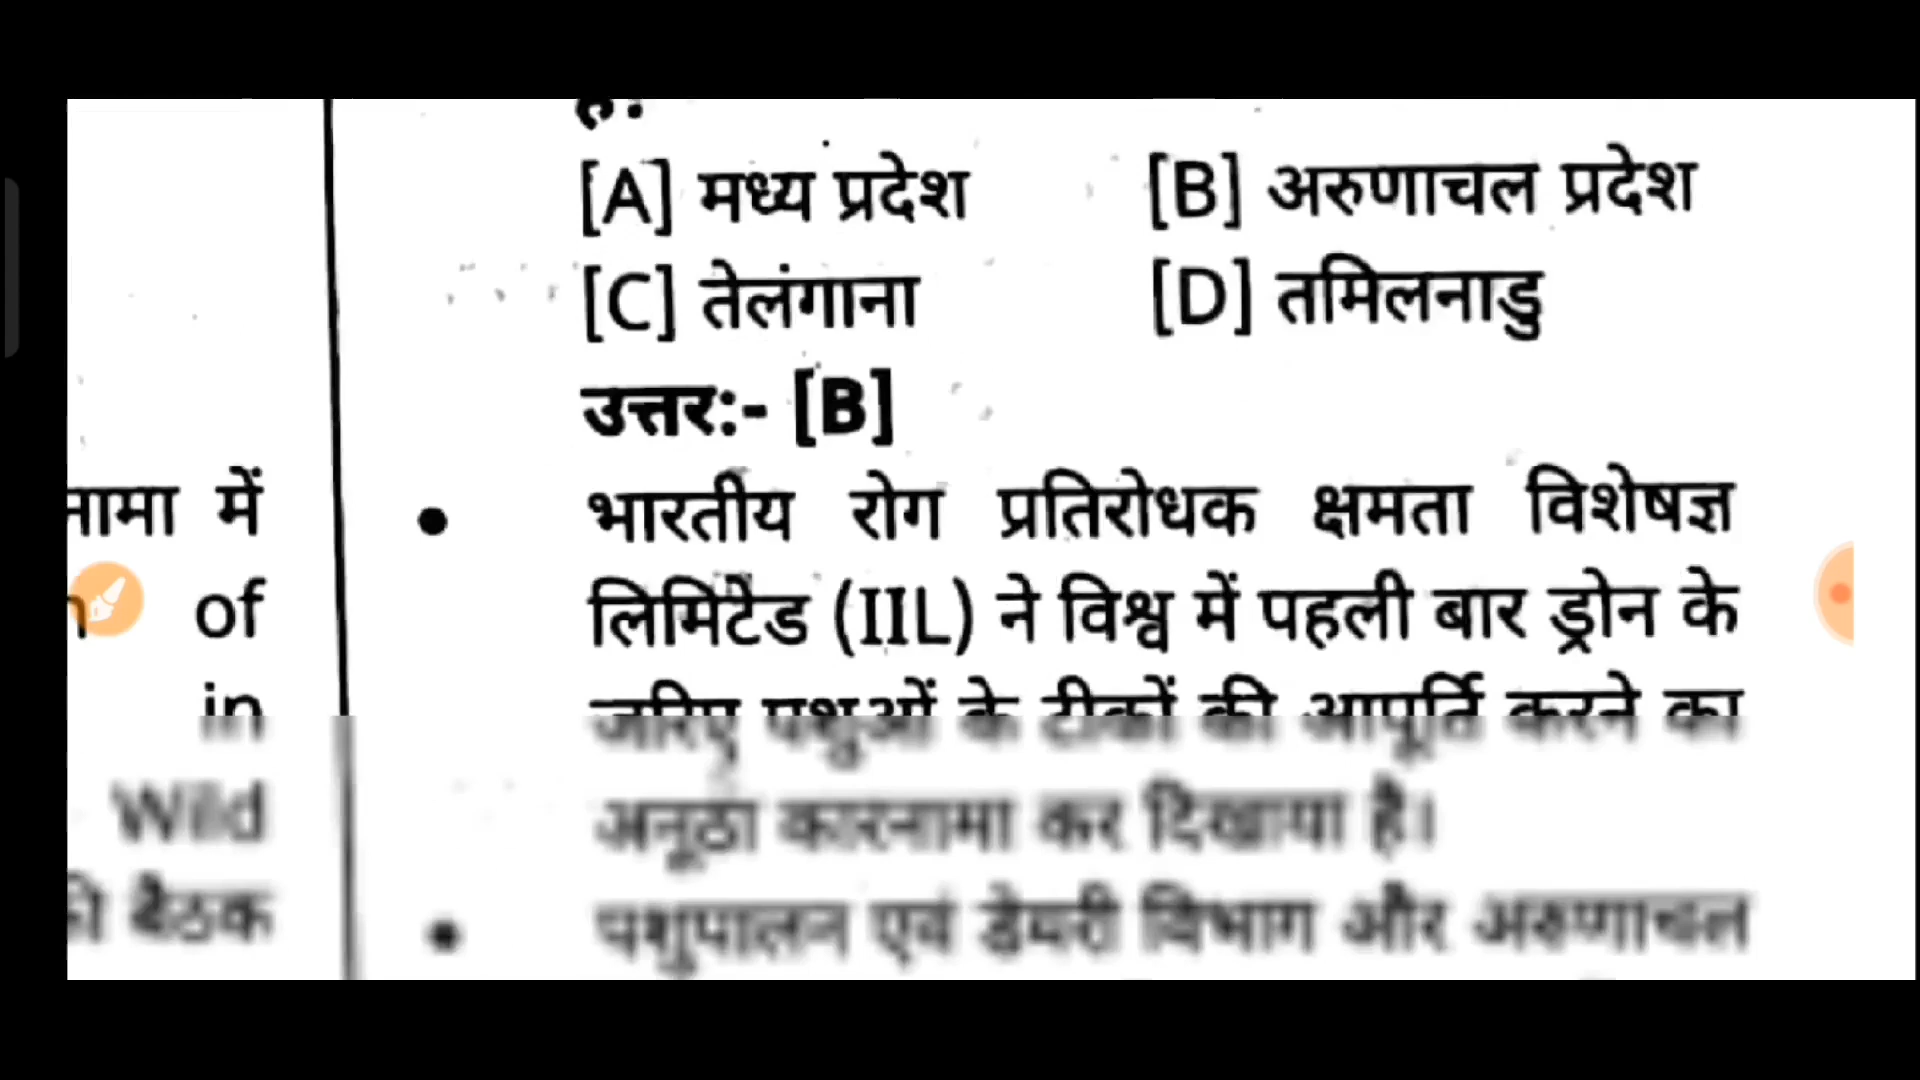 नामा में
of
in
Wild
की बैठक
[A] मध्य प्रदेश [B] अरुणाचल प्रदेश
[C] तेलंगाना [D] तमिलनाडु
उत्तर:- [B]
• भारतीय रोग प्रतिरोधक क्षमता विशेषज्ञ
लिमिटेड (IIL) ने विश्व में पहली बार ड्रोन के
जरिए पशुओं के टीकों की आपूर्ति करने का
अनूठा कारनामा कर दिखाया है।
• पशुपालन एवं डेयरी विभाग और अरुणाचल